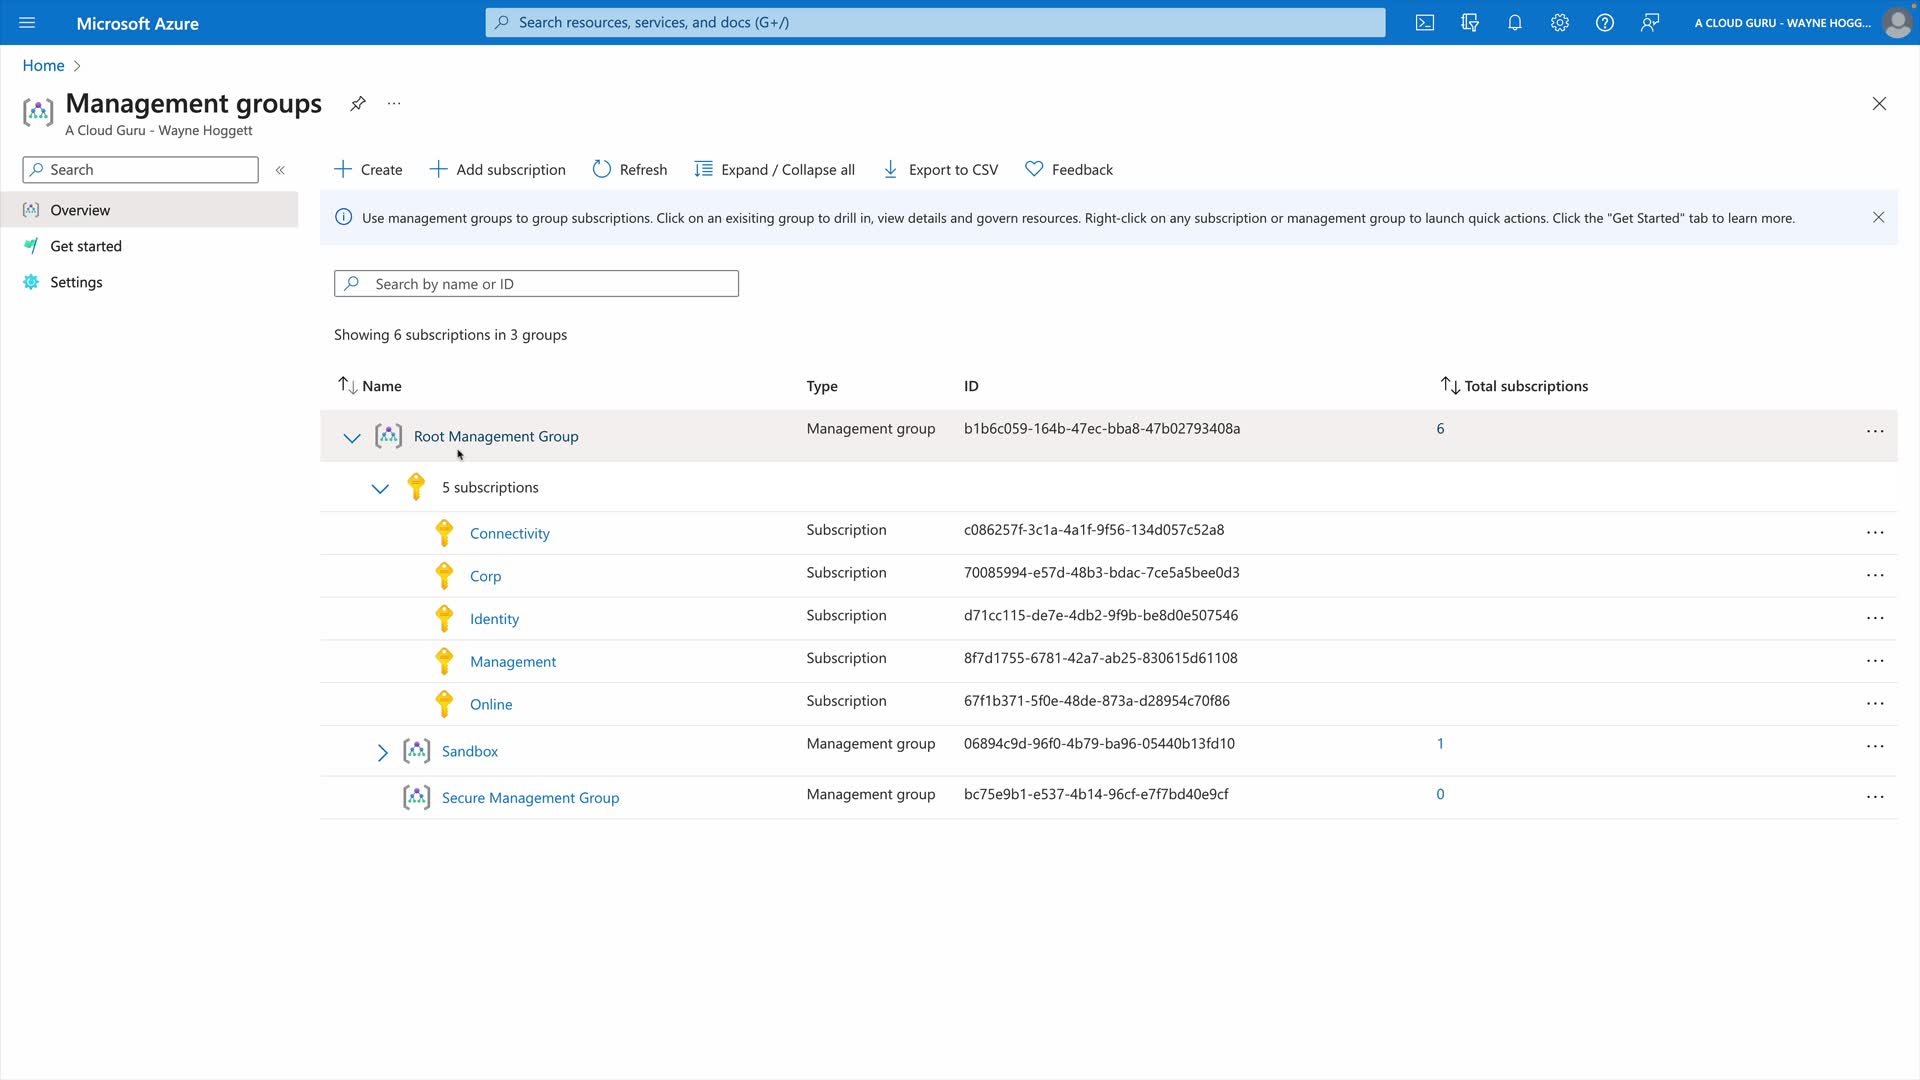 Microsoft Azure
Search resources, services, and docs (G+/)
A CLOUD GURU - WAYNE HOGG...
Home
Management groups
A Cloud Guru - Wayne Hoggett
Search
Create
Add subscription
Refresh
Expand / Collapse all
Export to CSV
Feedback
Overview
Get started
Settings
Use management groups to group subscriptions. Click on an exisiting group to drill in, view details and govern resources. Right-click on any subscription or management group to launch quick actions. Click the "Get Started" tab to learn more.
Search by name or ID
Showing 6 subscriptions in 3 groups
Name Type ID Total subscriptions
Root Management Group Management group b1b6c059-164b-47ec-bba8-47b02793408a 6
5 subscriptions
Connectivity Subscription c086257f-3c1a-4a1f-9f56-134d057c52a8
Corp Subscription 70085994-e57d-48b3-bdac-7ce5a5bee0d3
Identity Subscription d71cc115-de7e-4db2-9f9b-be8d0e507546
Management Subscription 8f7d1755-6781-42a7-ab25-830615d61108
Online Subscription 67f1b371-5f0e-48de-873a-d28954c70f86
Sandbox Management group 06894c9d-96f0-4b79-ba96-05440b13fd10 1
Secure Management Group Management group bc75e9b1-e537-4b14-96cf-e7f7bd40e9cf 0